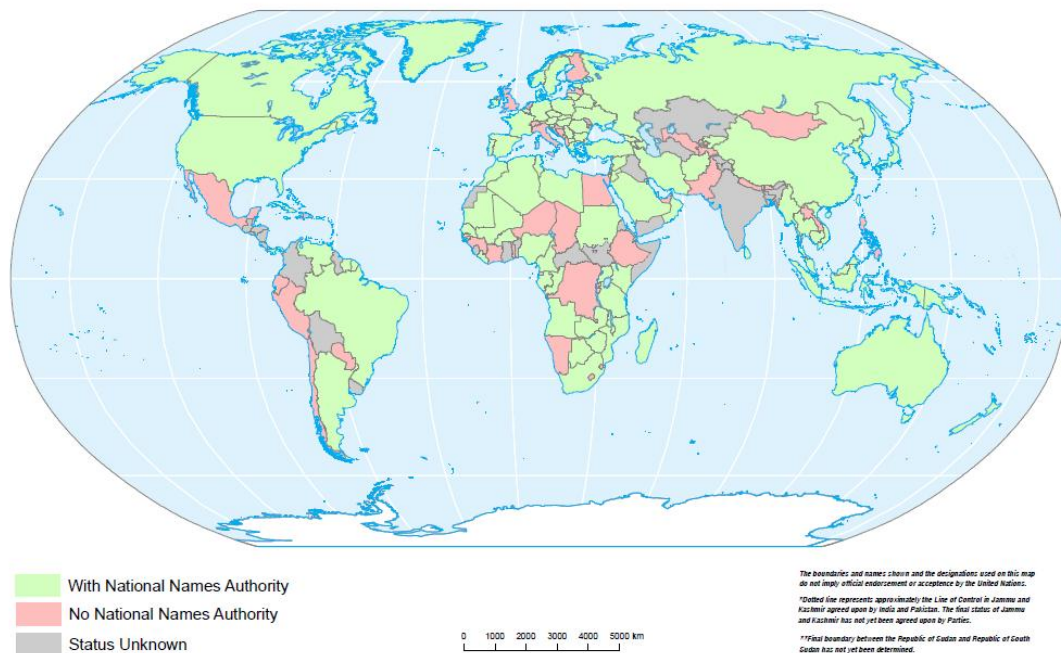 With National Names Authority
No National Names Authority
Status Unknown
0 1000 2000 3000 4000 5000 km
The boundaries and names shown and the designations used on this map
do not imply official endorsement or acceptance by the United Nations.
*Dotted line represents approximately the Line of Control in Jammu and
Kashmir agreed upon by India and Pakistan. The final status of Jammu
and Kashmir has not yet been agreed upon by Parties.
**Final boundary between the Republic of Sudan and Republic of South
Sudan has not yet been determined.